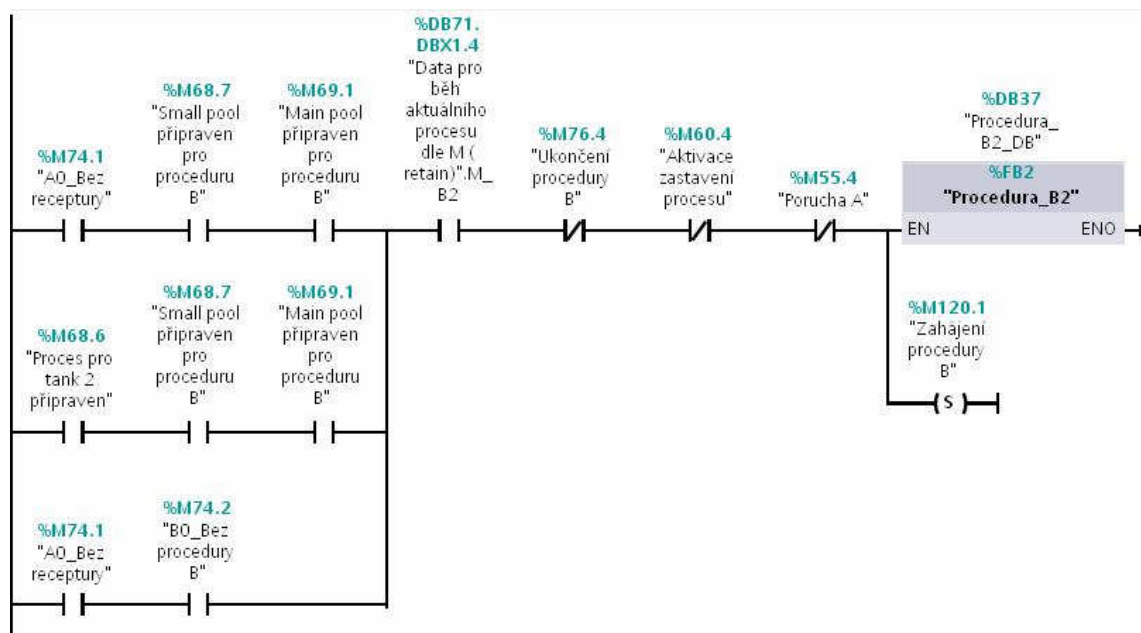 %DB71.
DBX1.4
"Data pro
běh
aktuálního
procesu
dle M (
retain)".M_
B2
%M68.7
"Small pool
připraven
pro
proceduru
B"
%M69.1
"Main pool
připraven
pro
proceduru
B"
%M74.1
"A0_Bez
receptury"
%M76.4
"Ukončení
procedury
B"
%M60.4
"Aktivace
zastavení
procesu"
%M55.4
"Porucha A"
%DB37
"Procedura_
B2_DB"
%FB2
"Procedura_B2"
EN
ENO
%M68.6
"Proces pro
tank 2
připraven"
%M68.7
"Small pool
připraven
pro
proceduru
B"
%M69.1
"Main pool
připraven
pro
proceduru
B"
%M120.1
"Zahájení
procedury
B"
S
%M74.1
"A0_Bez
receptury"
%M74.2
"B0_Bez
procedury
B"